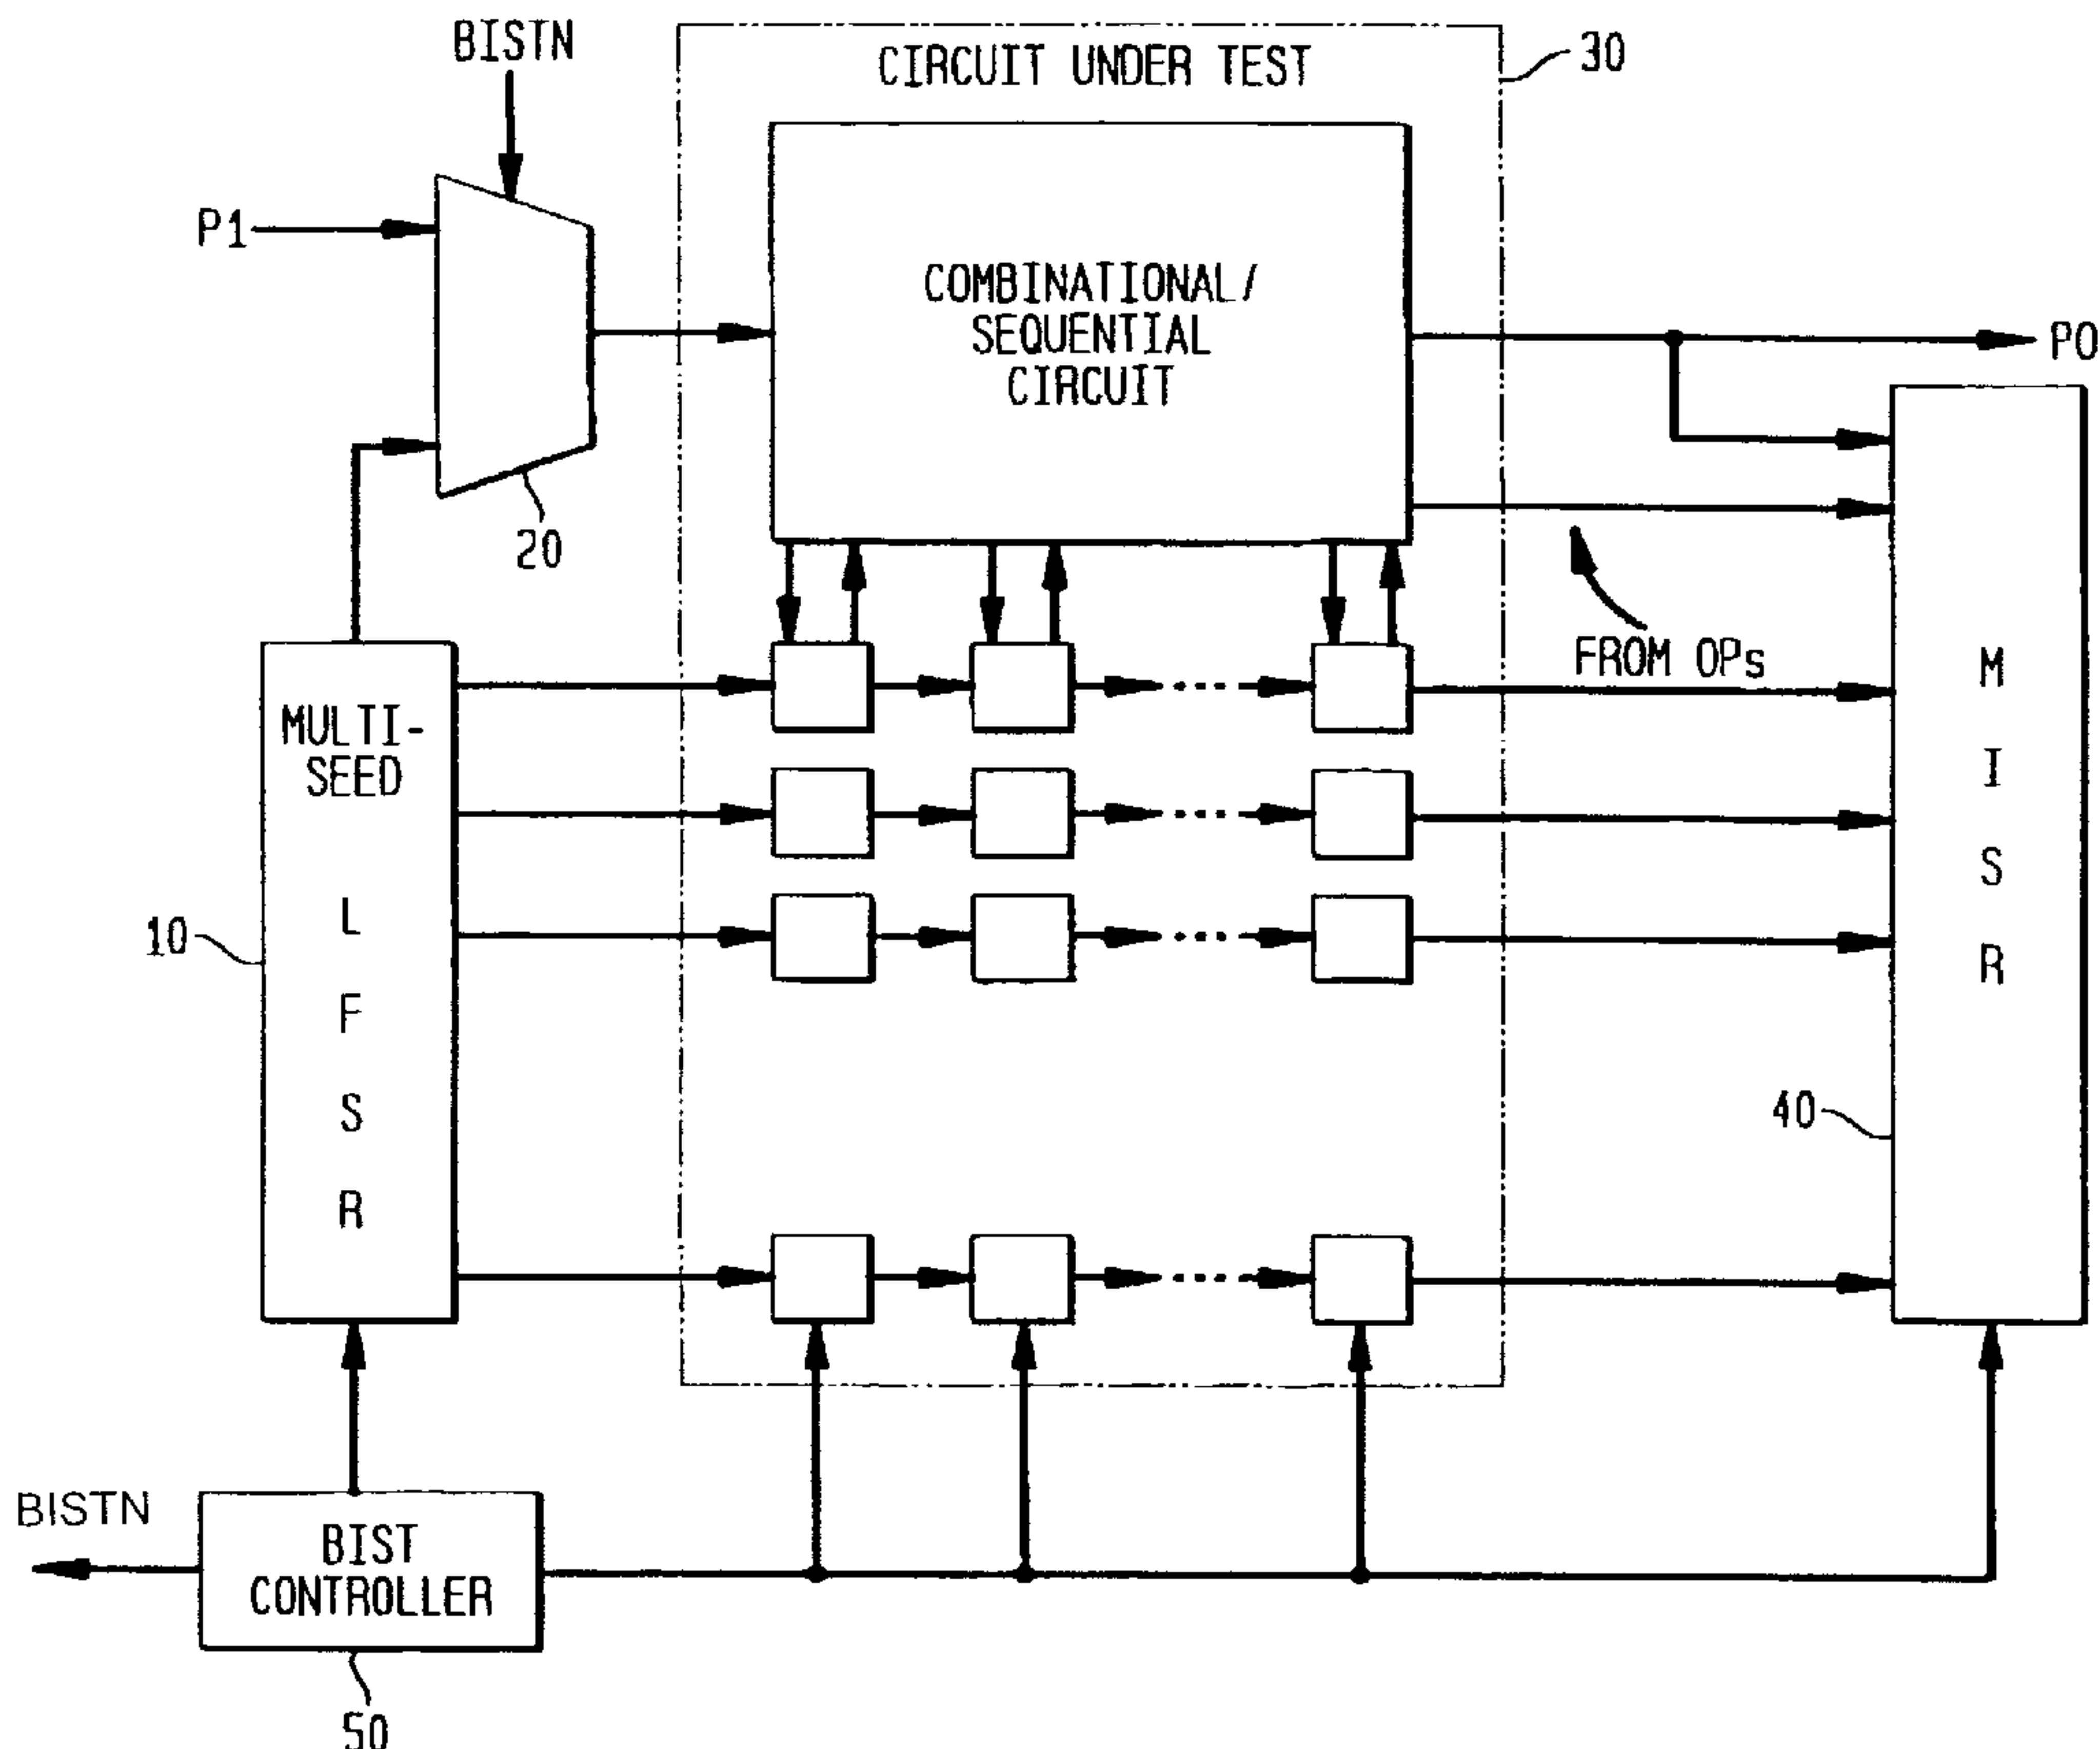 BISTN
CIRCUIT UNDER TEST
30
P1
COMBINATIONAL/
SEQUENTIAL
CIRCUIT
PO
20
FROM OPs
MULTI-
SEED
L
F
S
R
10
M
I
S
R
40
BISTN
BIST
CONTROLLER
50